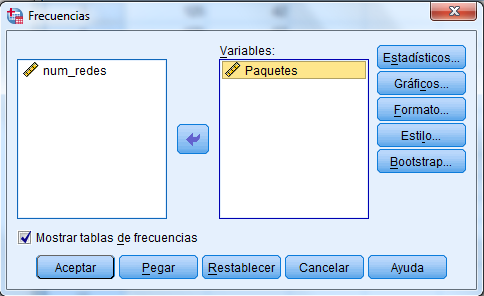 Frecuencias
Variables:
num_redes
Paquetes
Estadísticos...
Gráficos...
Formato...
Estilo...
Bootstrap...
Mostrar tablas de frecuencias
Aceptar
Pegar
Restablecer
Cancelar
Ayuda